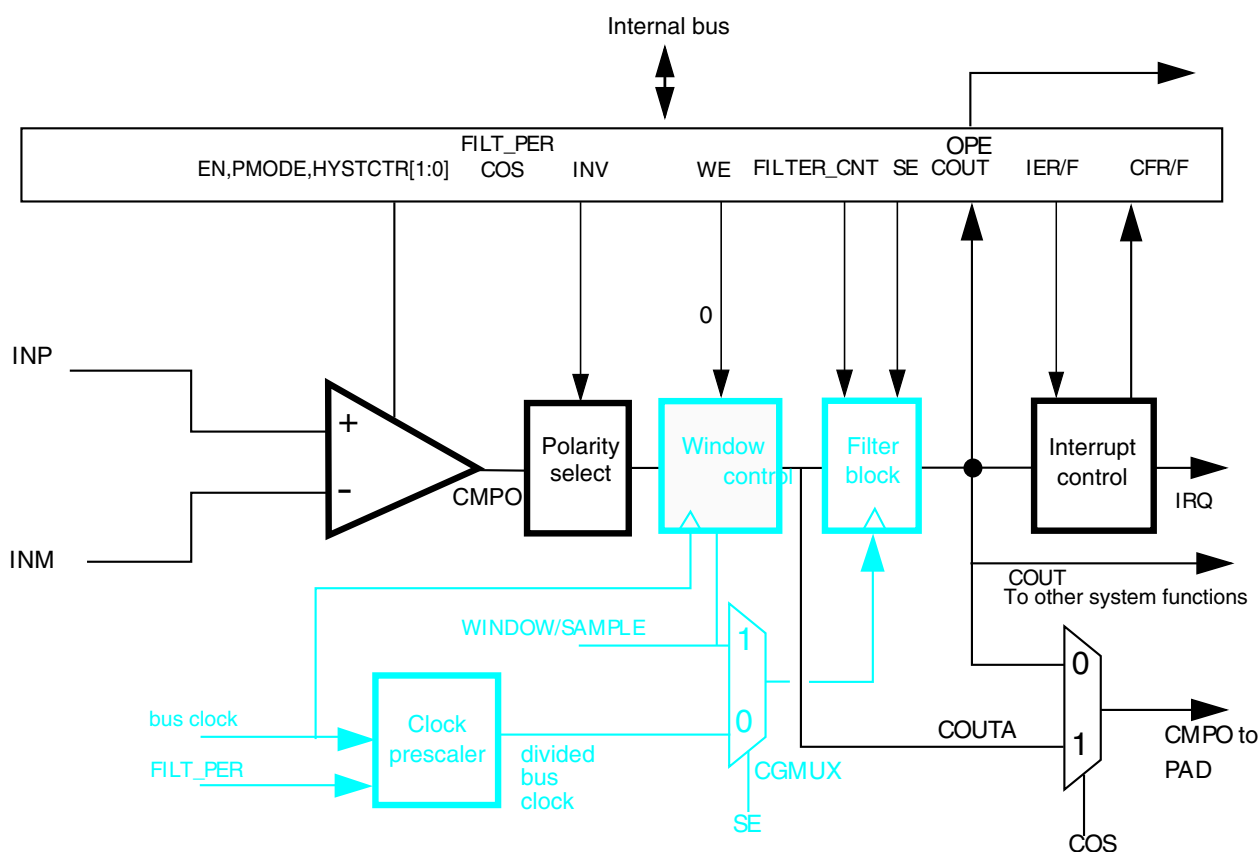 Internal bus
FILT_PER
OPE
EN,PMODE,HYSTCTR[1:0]
COS
INV
WE
FILTER_CNT
SE
COUT
IER/F
CFR/F
0
INP
+
-
INM
CMPO
Polarity
select
Window
control
Filter
block
Interrupt
control
IRQ
COUT
To other system functions
WINDOW/SAMPLE
1
0
0
1
bus clock
FILT_PER
Clock
prescaler
divided
bus
clock
CGMUX
SE
COUTA
CMPO to
PAD
COS